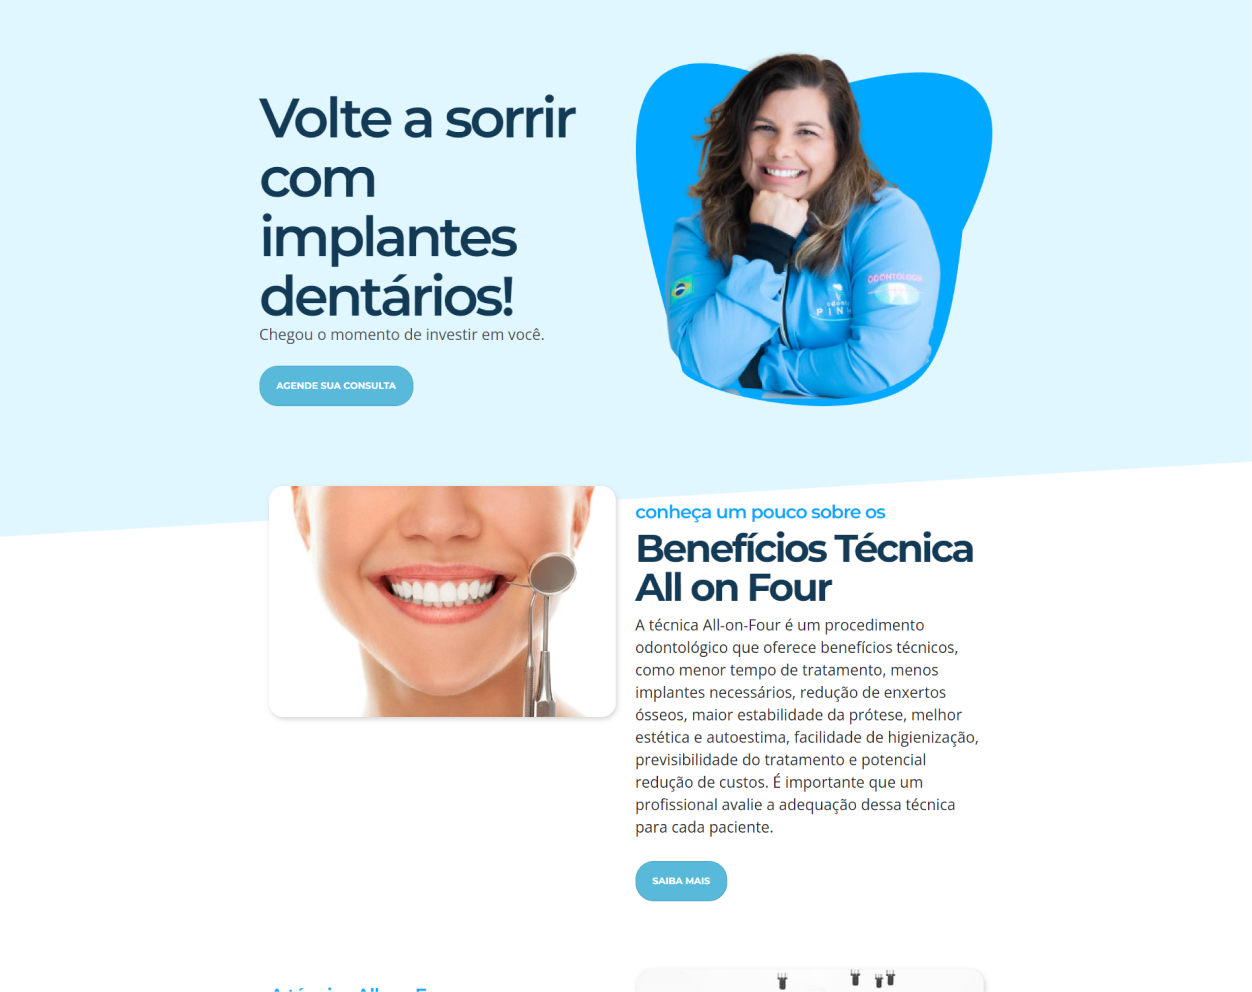 Volte a sorrir
com
implantes
dentários!
Chegou o momento de investir em você.
AGENDE SUA CONSULTA
ODONTOLOGIA
conheça um pouco sobre os
Benefícios Técnica
All on Four
A técnica All-on-Four é um procedimento
odontológico que oferece benefícios técnicos,
como menor tempo de tratamento, menos
implantes necessários, redução de enxertos
ósseos, maior estabilidade da prótese, melhor
estética e autoestima, facilidade de higienização,
previsibilidade do tratamento e potencial
redução de custos. É importante que um
profissional avalie a adequação dessa técnica
para cada paciente.
SAIBA MAIS